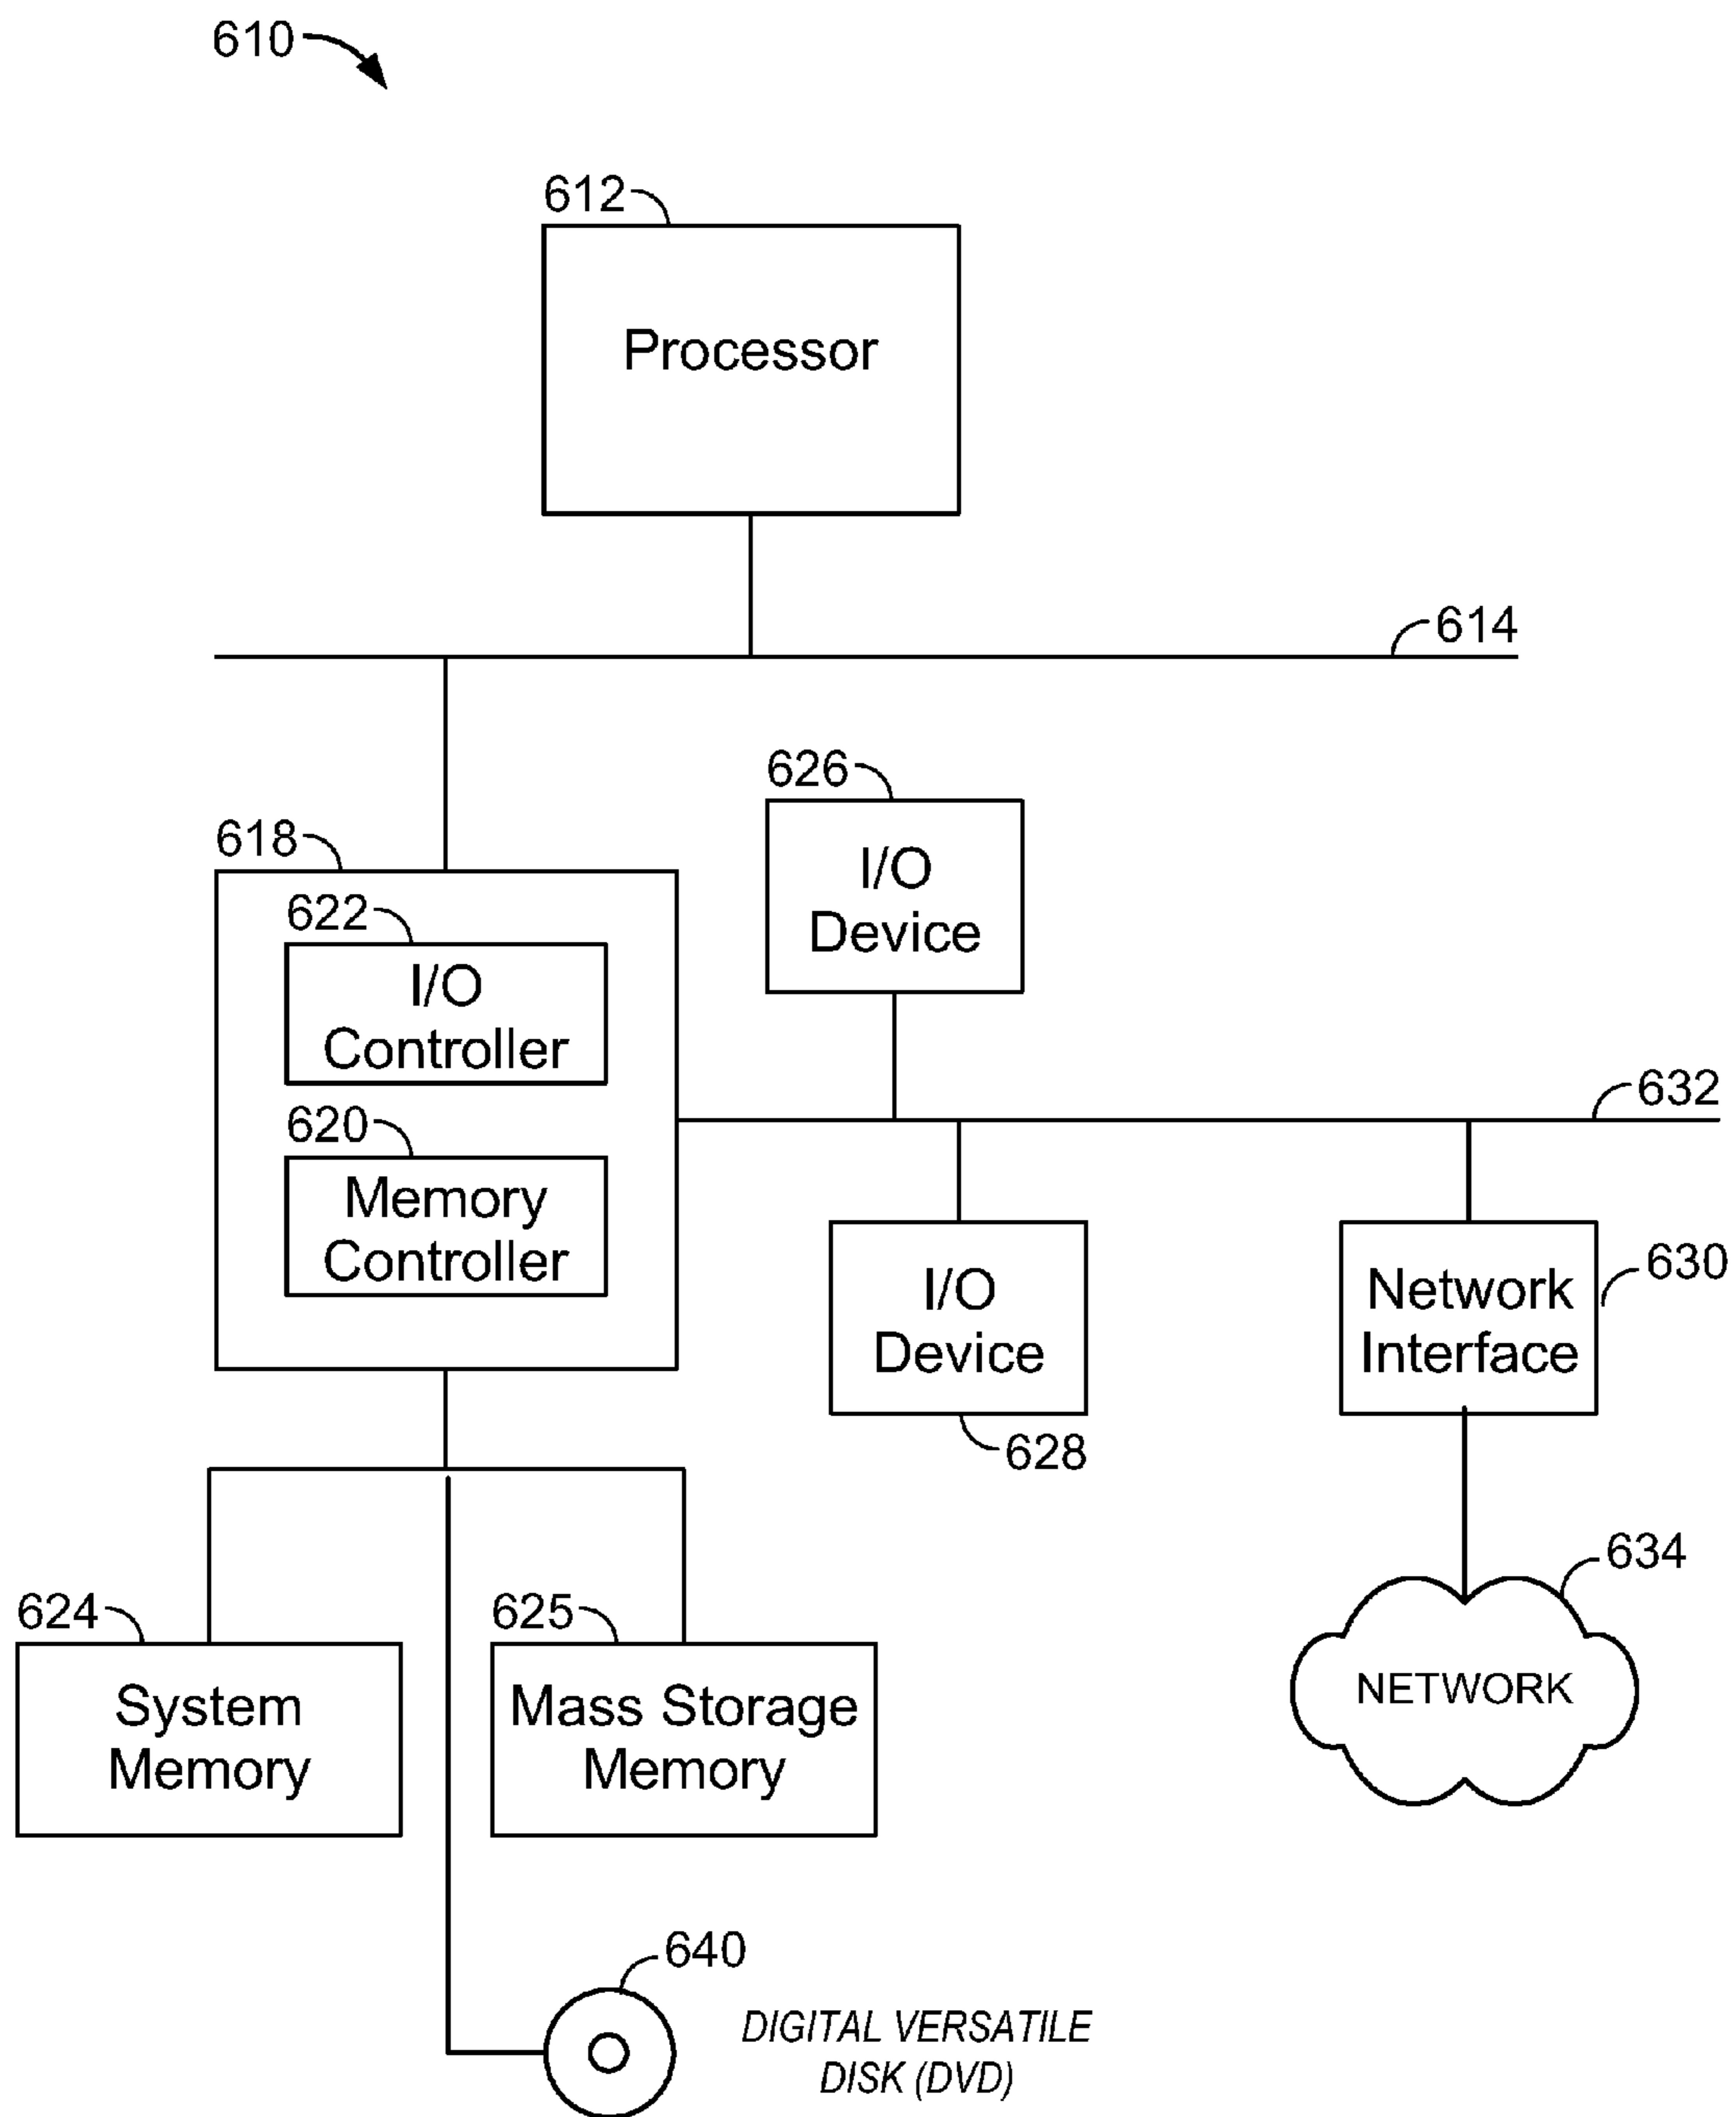 610
612
Processor
614
626
I/O
Device
618
622
I/O
Controller
620
Memory
Controller
632
I/O
Device
628
Network
Interface
630
634
NETWORK
624
System
Memory
625
Mass Storage
Memory
640
DIGITAL VERSATILE
DISK (DVD)